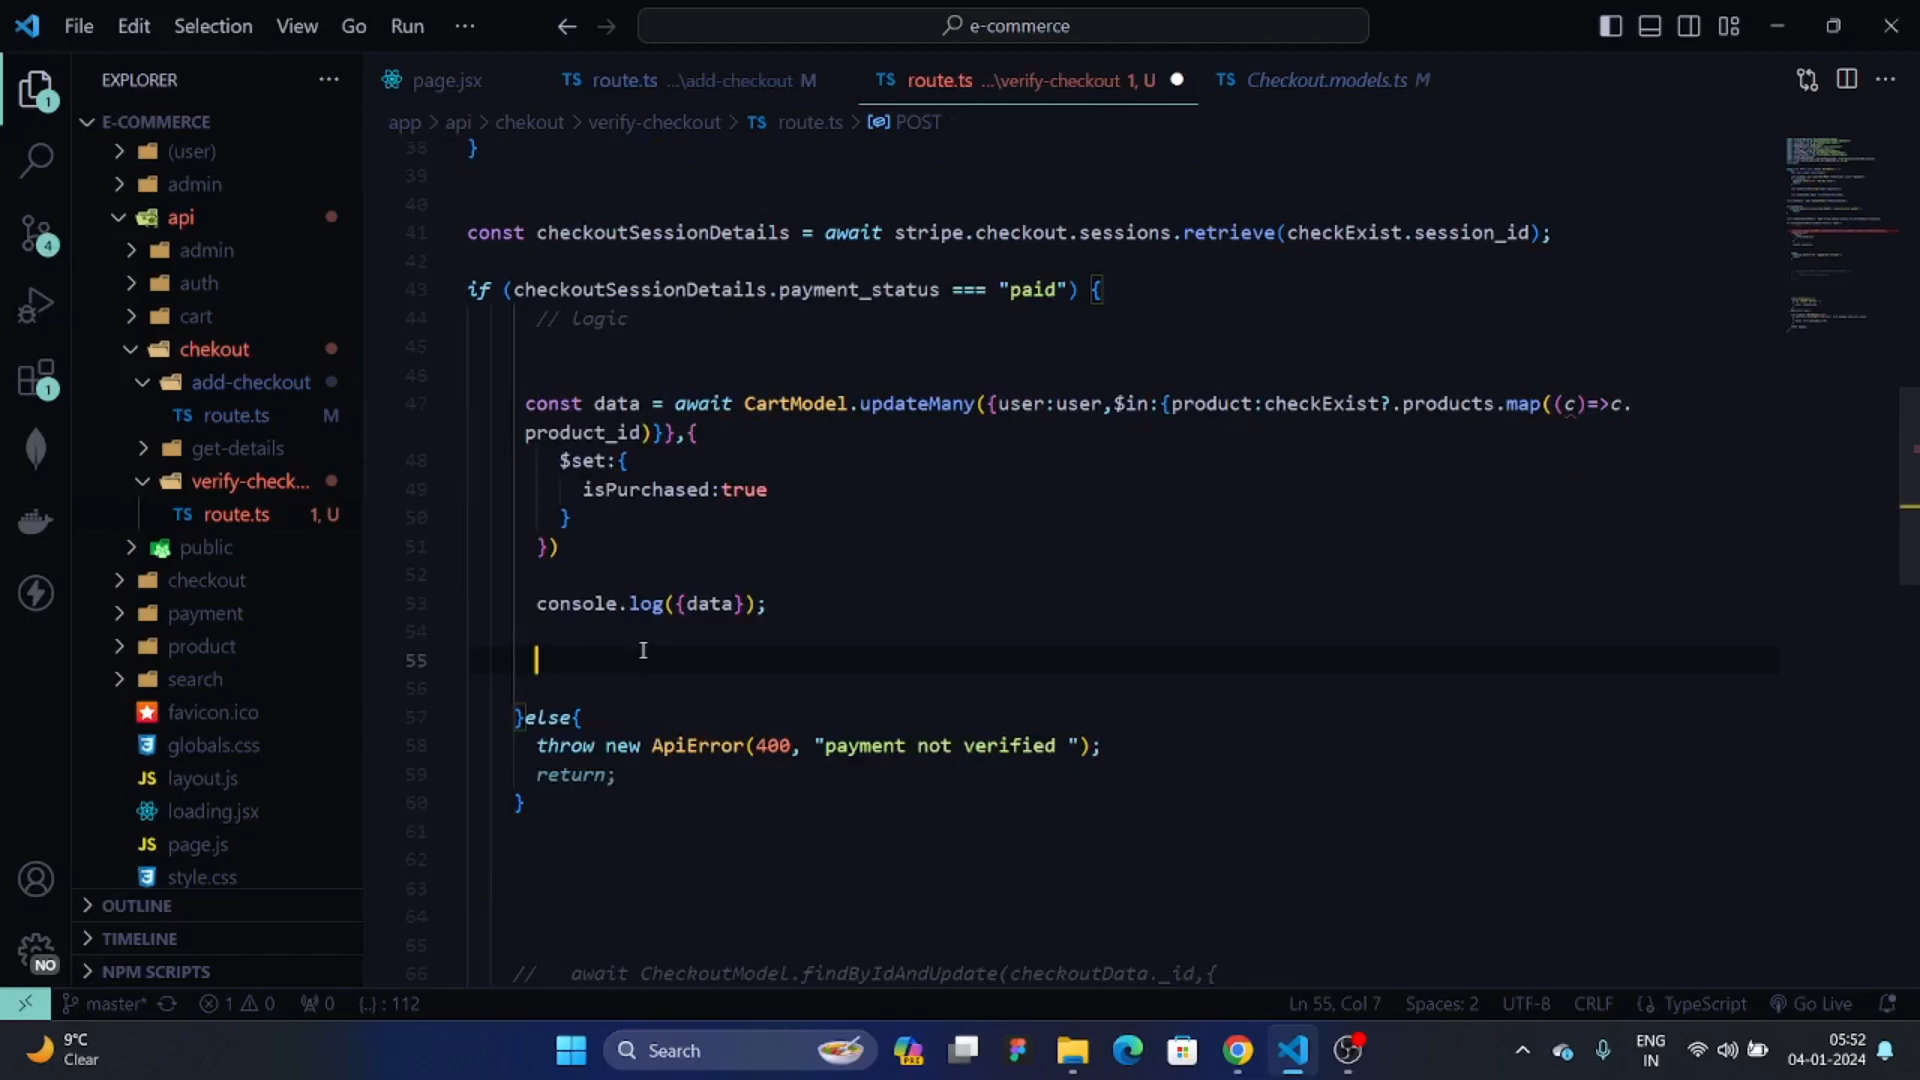 File Edit Selection View Go Run ···
e-commerce
EXPLORER
page.jsx
TS route.ts ...\add-checkout M
TS route.ts ...\verify-checkout 1, U
TS Checkout.models.ts M
app > api > chekout > verify-checkout > TS route.ts > POST
E-COMMERCE
(user)
admin
api
admin
auth
cart
chekout
add-checkout
TS route.ts M
get-details
verify-check...
TS route.ts 1, U
public
checkout
payment
product
search
favicon.ico
globals.css
JS layout.js
loading.jsx
JS page.js
style.css
OUTLINE
TIMELINE
NPM SCRIPTS
38 }
39
40
41 const checkoutSessionDetails = await stripe.checkout.sessions.retrieve(checkExist.session_id);
42
43 if (checkoutSessionDetails.payment_status === "paid") {
44 // logic
45
46
47 const data = await CartModel.updateMany({user:user,$in:{product:checkExist?.products.map((c)=>c.
product_id)}},{
48 $set:{
49 isPurchased:true
50 }
51 })
52
53 console.log({data});
54
55
56
57 }else{
58 throw new ApiError(400, "payment not verified ");
59 return;
60 }
61
62
63
64
65
66 // await CheckoutModel.findByIdAndUpdate(checkoutData._id,{
1
4
1
NO
master* 1 0 0 {..} : 112
Ln 55, Col 7 Spaces: 2 UTF-8 CRLF TypeScript Go Live
9°C
Clear
Search
PRE
ENG
IN
05:52
04-01-2024